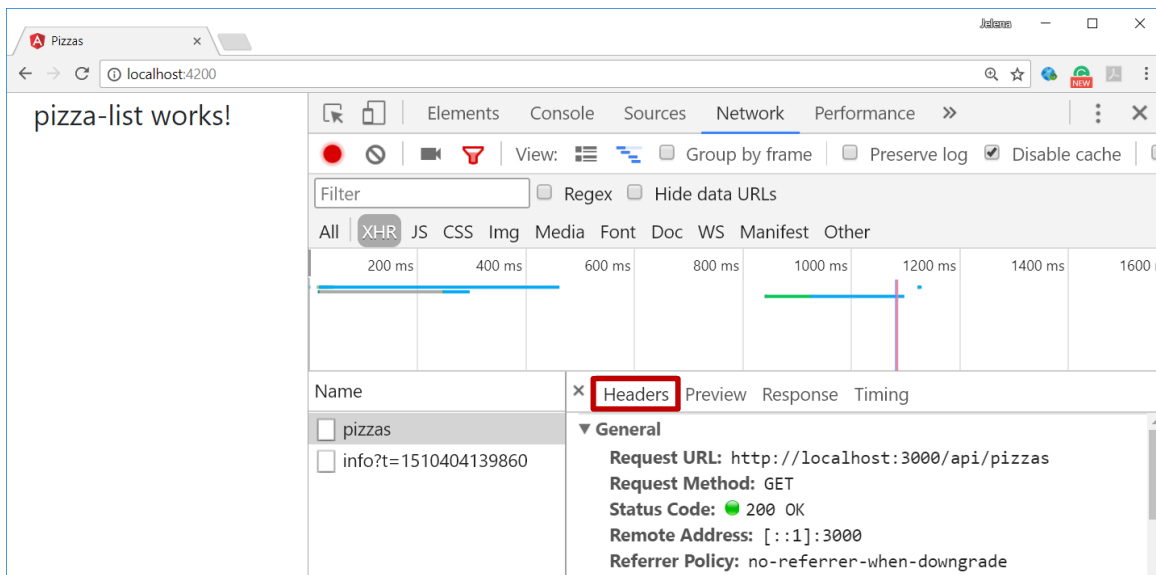 Jelena
Pizzas
localhost:4200
pizza-list works!
Elements Console Sources Network Performance
View: Group by frame Preserve log Disable cache
Filter Regex Hide data URLs
All XHR JS CSS Img Media Font Doc WS Manifest Other
200 ms 400 ms 600 ms 800 ms 1000 ms 1200 ms 1400 ms 1600
Name
Headers Preview Response Timing
pizzas
info?t=1510404139860
General
Request URL: http://localhost:3000/api/pizzas
Request Method: GET
Status Code: 200 OK
Remote Address: [::1]:3000
Referrer Policy: no-referrer-when-downgrade
NEW